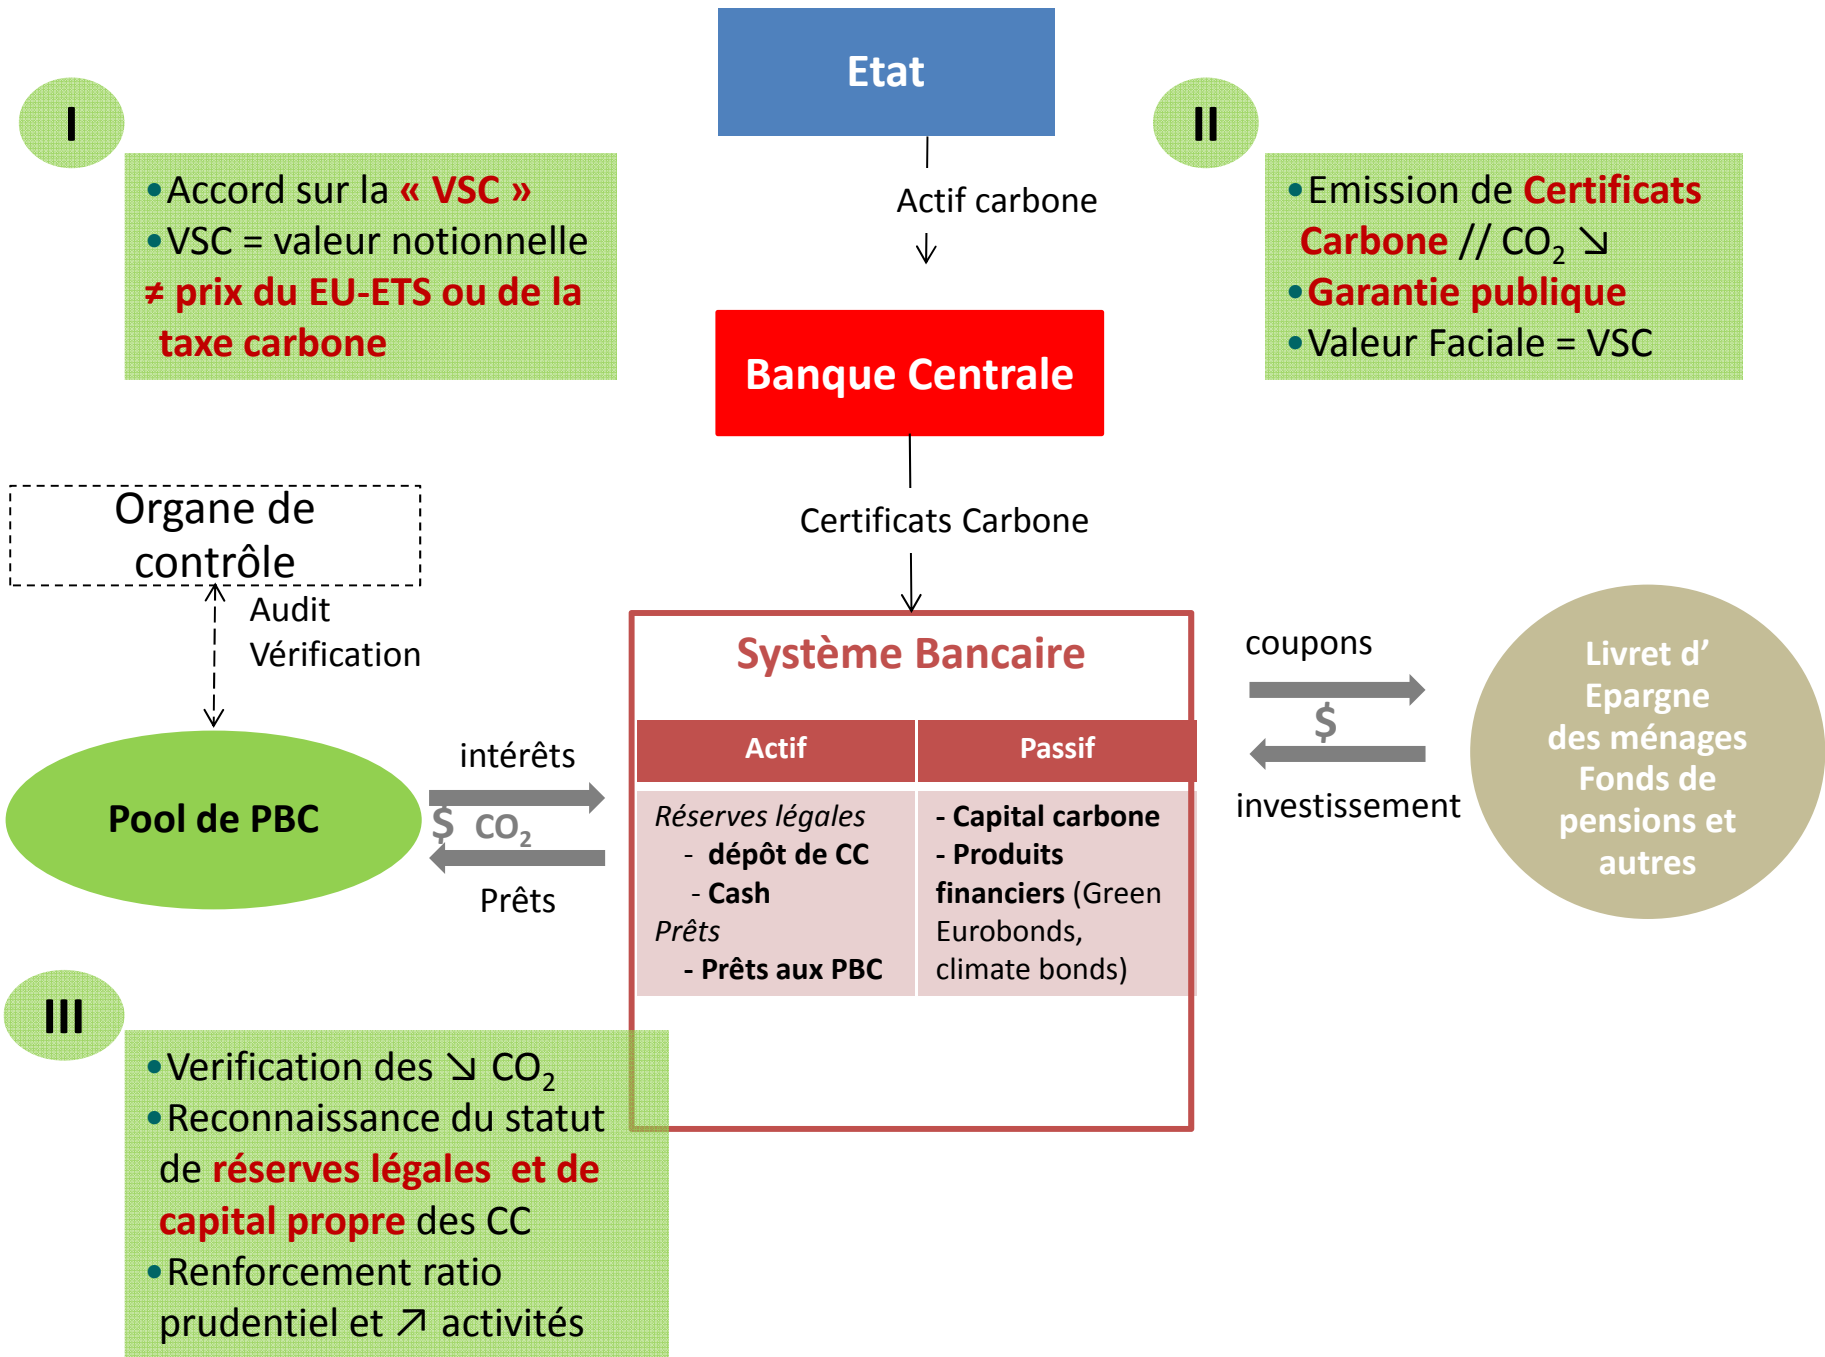 Etat
I
•Accord sur la « VSC »
•VSC = valeur notionnelle
≠ prix du EU-ETS ou de la
taxe carbone
Actif carbone
II
•Emission de Certificats
Carbone // CO₂ ↘
•Garantie publique
•Valeur Faciale = VSC
Banque Centrale
Certificats Carbone
Organe de
contrôle
Audit
Vérification
Pool de PBC
intérêts
$ CO₂
Prêts
Système Bancaire
Actif
Passif
Réserves légales
- dépôt de CC
- Cash
Prêts
- Prêts aux PBC
- Capital carbone
- Produits
financiers (Green
Eurobonds,
climate bonds)
coupons
$
investissement
Livret d’
Epargne
des ménages
Fonds de
pensions et
autres
III
•Verification des ↘ CO₂
•Reconnaissance du statut
de réserves légales et de
capital propre des CC
•Renforcement ratio
prudentiel et ↗ activités